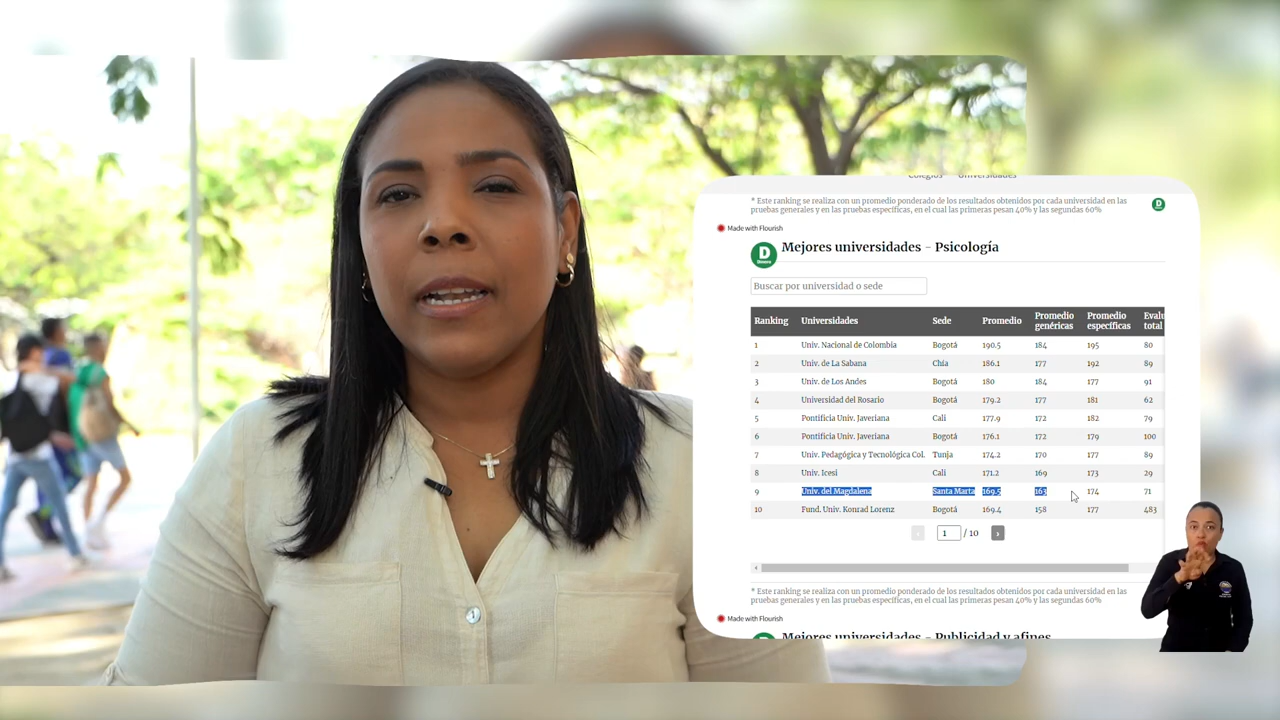 Colegios Universidades
* Este ranking se realiza con un promedio ponderado de los resultados obtenidos por cada universidad en las
pruebas generales y en las pruebas específicas, en el cual las primeras pesan 40% y las segundas 60%
D
Made with Flourish
D
Dinero
Mejores universidades - Psicología
Buscar por universidad o sede
Ranking Universidades Sede Promedio Promedio genéricas Promedio específicas Evalu total
1 Univ. Nacional de Colombia Bogotá 190.5 184 195 80
2 Univ. de La Sabana Chía 186.1 177 192 89
3 Univ. de Los Andes Bogotá 180 184 177 91
4 Universidad del Rosario Bogotá 179.2 177 181 62
5 Pontificia Univ. Javeriana Cali 177.9 172 182 79
6 Pontificia Univ. Javeriana Bogotá 176.1 172 179 100
7 Univ. Pedagógica y Tecnológica Col. Tunja 174.2 170 177 89
8 Univ. Icesi Cali 171.2 169 173 29
9 Univ. del Magdalena Santa Marta 169.5 163 174 71
10 Fund. Univ. Konrad Lorenz Bogotá 169.4 158 177 483
1 / 10
* Este ranking se realiza con un promedio ponderado de los resultados obtenidos por cada universidad en las
pruebas generales y en las pruebas específicas, en el cual las primeras pesan 40% y las segundas 60%
Made with Flourish
Mejores universidades - Publicidad y afines